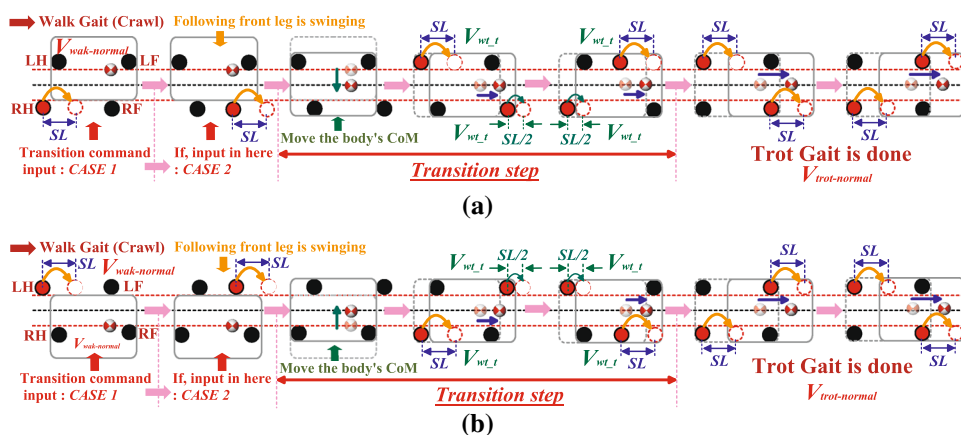 Walk Gait (Crawl) Following front leg is swinging
SL V_wt_t SL
V_wak-normal
LH LF
RH RF
SL SL
V_wt_t SL/2 SL/2 V_wt_t
SL SL
Transition command
input : CASE 1
If, input in here
: CASE 2
Move the body's CoM
Transition step
Trot Gait is done
V_trot-normal
(a)
Walk Gait (Crawl) Following front leg is swinging
SL V_wak-normal SL
SL/2 SL/2
V_wt_t V_wt_t
SL SL
LH LF
RH RF
V_wak-normal
SL V_wt_t SL
V_wt_t
SL SL
Transition command
input : CASE 1
If, input in here
: CASE 2
Move the body's CoM
Transition step
Trot Gait is done
V_trot-normal
(b)